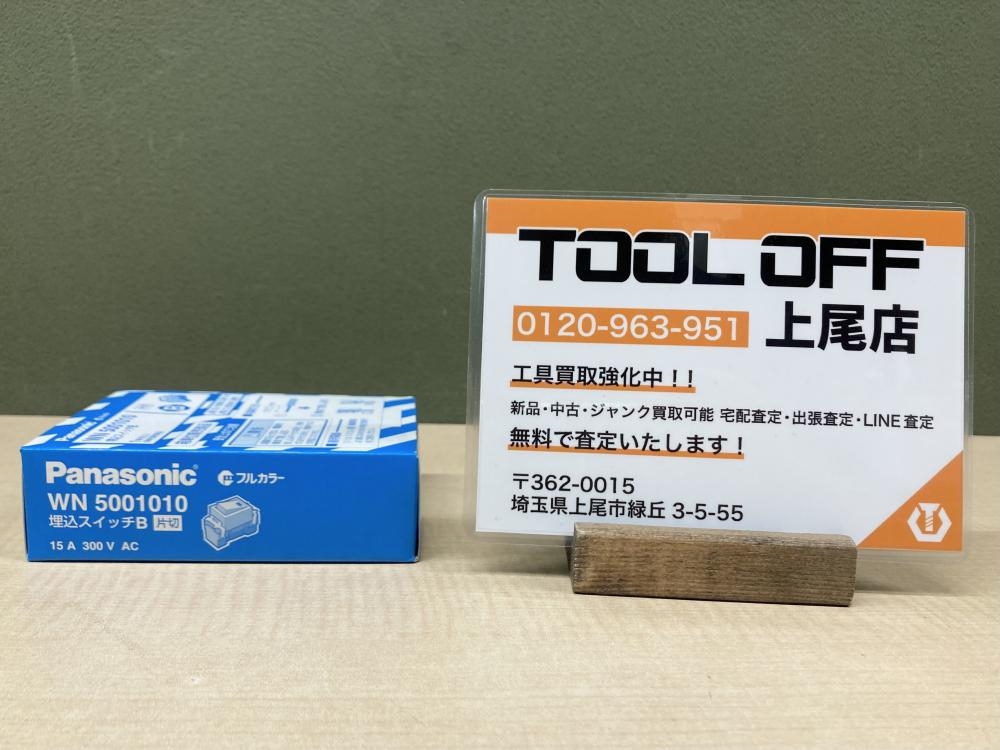 Panasonic
WN 5001010
Panasonic フルカラー
WN 5001010
埋込スイッチB 片切
15 A 300 V AC
TOOL OFF
0120-963-951 上尾店
工具買取強化中！！
新品・中古・ジャンク買取可能 宅配査定・出張査定・LINE査定
無料で査定いたします！
〒362-0015
埼玉県上尾市緑丘 3-5-55